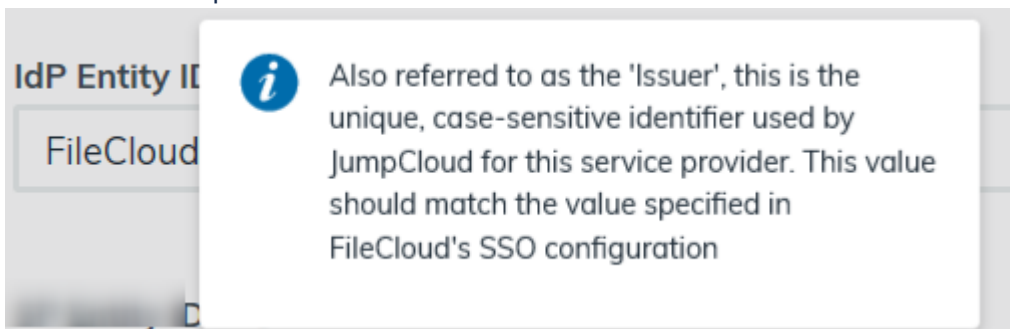 IdP Entity ID
FileCloud
Also referred to as the 'Issuer', this is the
unique, case-sensitive identifier used by
JumpCloud for this service provider. This value
should match the value specified in
FileCloud's SSO configuration